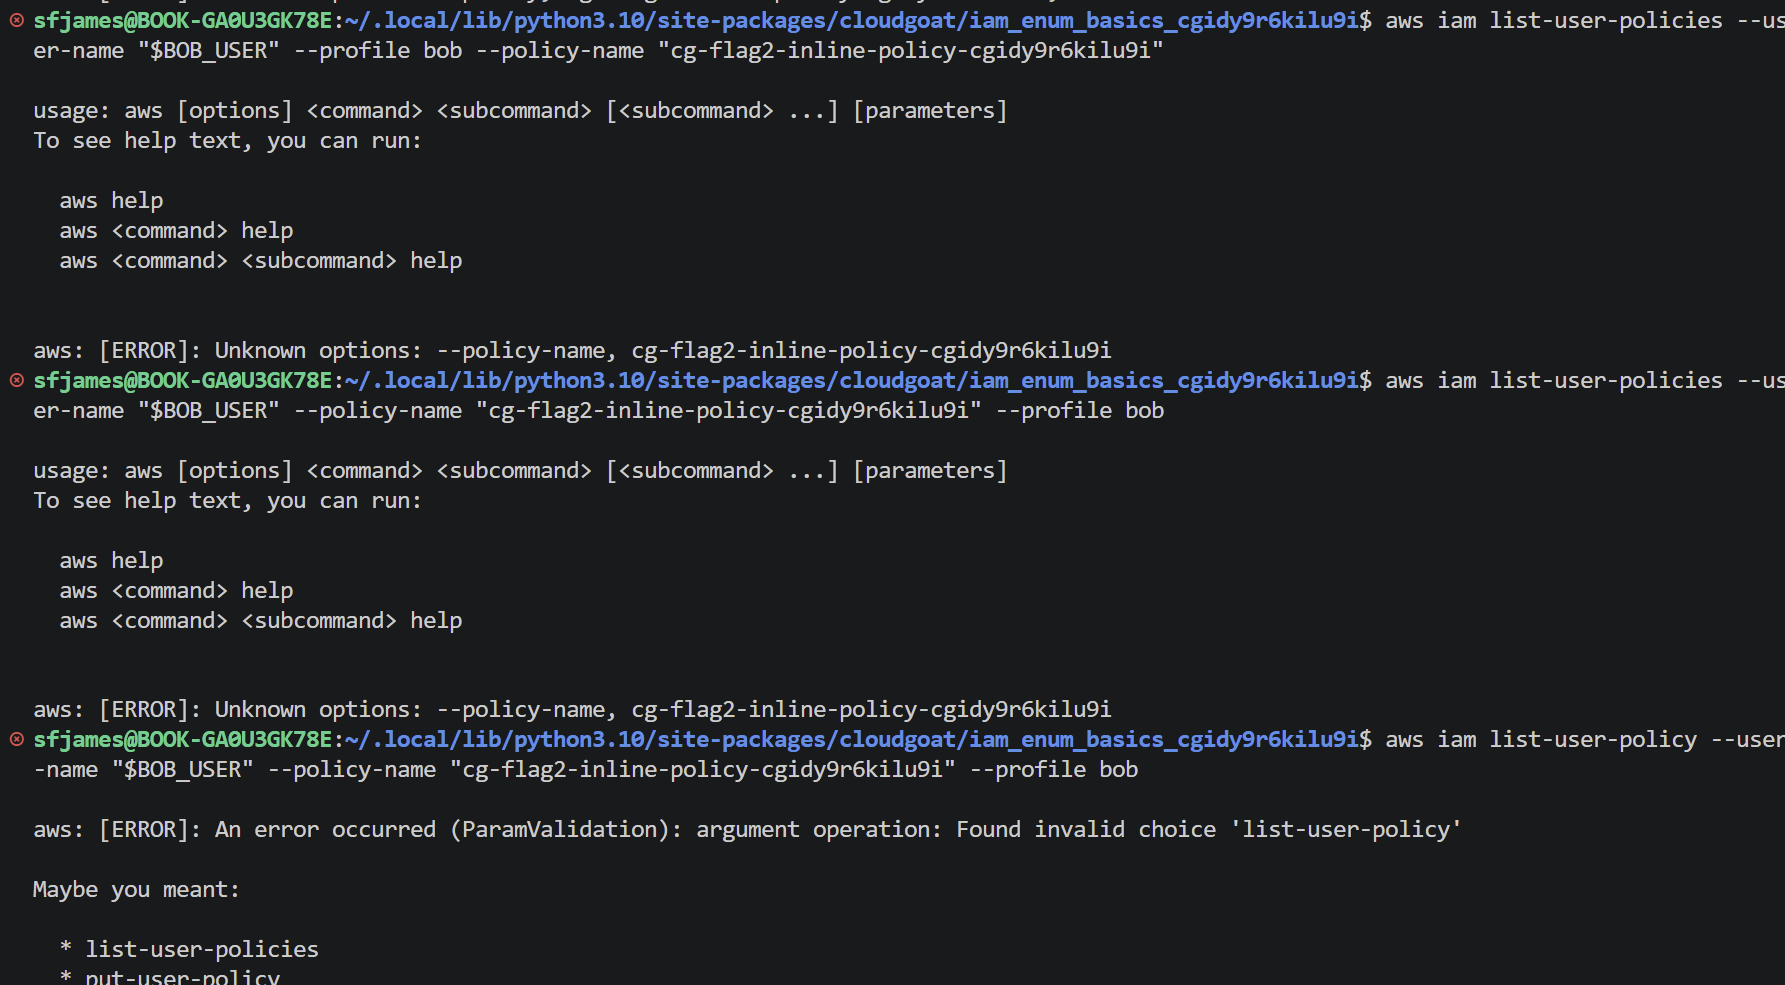 sfjames@BOOK-GA0U3GK78E:~/.local/lib/python3.10/site-packages/cloudgoat/iam_enum_basics_cgidy9r6kilu9i$ aws iam list-user-policies --us
er-name "$BOB_USER" --profile bob --policy-name "cg-flag2-inline-policy-cgidy9r6kilu9i"
usage: aws [options] <command> <subcommand> [<subcommand> ...] [parameters]
To see help text, you can run:
aws help
aws <command> help
aws <command> <subcommand> help
aws: [ERROR]: Unknown options: --policy-name, cg-flag2-inline-policy-cgidy9r6kilu9i
sfjames@BOOK-GA0U3GK78E:~/.local/lib/python3.10/site-packages/cloudgoat/iam_enum_basics_cgidy9r6kilu9i$ aws iam list-user-policies --us
er-name "$BOB_USER" --policy-name "cg-flag2-inline-policy-cgidy9r6kilu9i" --profile bob
usage: aws [options] <command> <subcommand> [<subcommand> ...] [parameters]
To see help text, you can run:
aws help
aws <command> help
aws <command> <subcommand> help
aws: [ERROR]: Unknown options: --policy-name, cg-flag2-inline-policy-cgidy9r6kilu9i
sfjames@BOOK-GA0U3GK78E:~/.local/lib/python3.10/site-packages/cloudgoat/iam_enum_basics_cgidy9r6kilu9i$ aws iam list-user-policy --user
-name "$BOB_USER" --policy-name "cg-flag2-inline-policy-cgidy9r6kilu9i" --profile bob
aws: [ERROR]: An error occurred (ParamValidation): argument operation: Found invalid choice 'list-user-policy'
Maybe you meant:
* list-user-policies
* put-user-policy